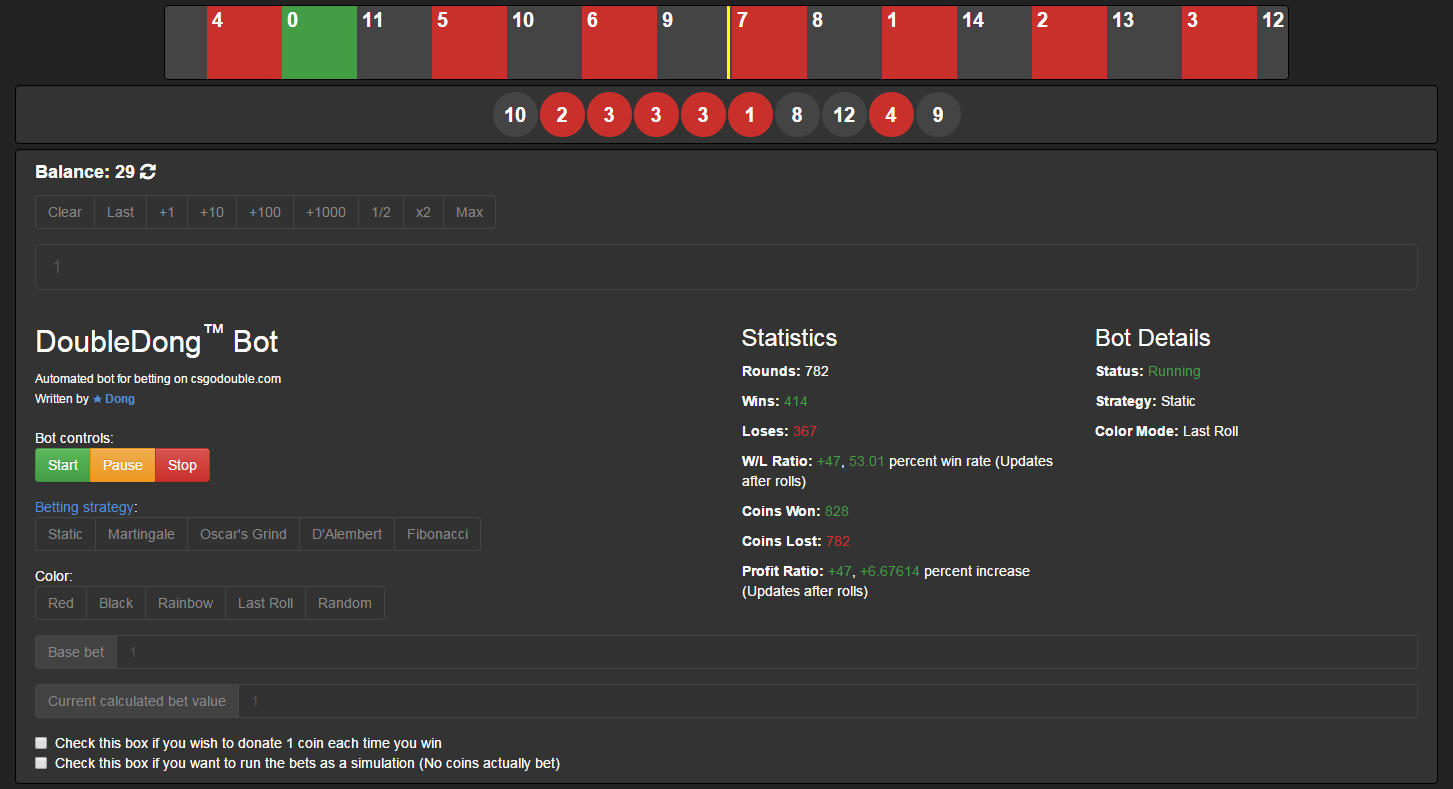 4 0 11 5 10 6 9 7 8 1 14 2 13 3 12
10 2 3 3 3 1 8 12 4 9
Balance: 29
Clear Last +1 +10 +100 +1000 1/2 x2 Max
1
DoubleDong™ Bot
Automated bot for betting on csgodouble.com
Written by ★ Dong
Bot controls:
Start Pause Stop
Betting strategy:
Static Martingale Oscar's Grind D'Alembert Fibonacci
Color:
Red Black Rainbow Last Roll Random
Statistics
Rounds: 782
Wins: 414
Loses: 367
W/L Ratio: +47, 53.01 percent win rate (Updates
after rolls)
Coins Won: 828
Coins Lost: 782
Profit Ratio: +47, +6.67614 percent increase
(Updates after rolls)
Bot Details
Status: Running
Strategy: Static
Color Mode: Last Roll
Base bet 1
Current calculated bet value 1
Check this box if you wish to donate 1 coin each time you win
Check this box if you want to run the bets as a simulation (No coins actually bet)